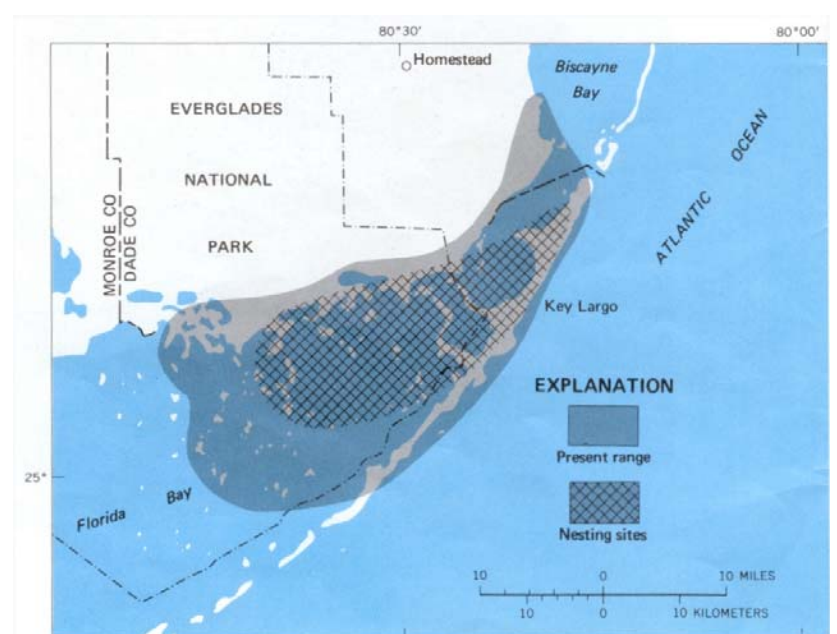 80°30'
80°00'
Homestead
Biscayne
Bay
EVERGLADES
NATIONAL
PARK
MONROE CO
DADE CO
ATLANTIC OCEAN
Key Largo
EXPLANATION
Present range
Nesting sites
25°
Florida Bay
10 0 10 MILES
10 0 10 KILOMETERS